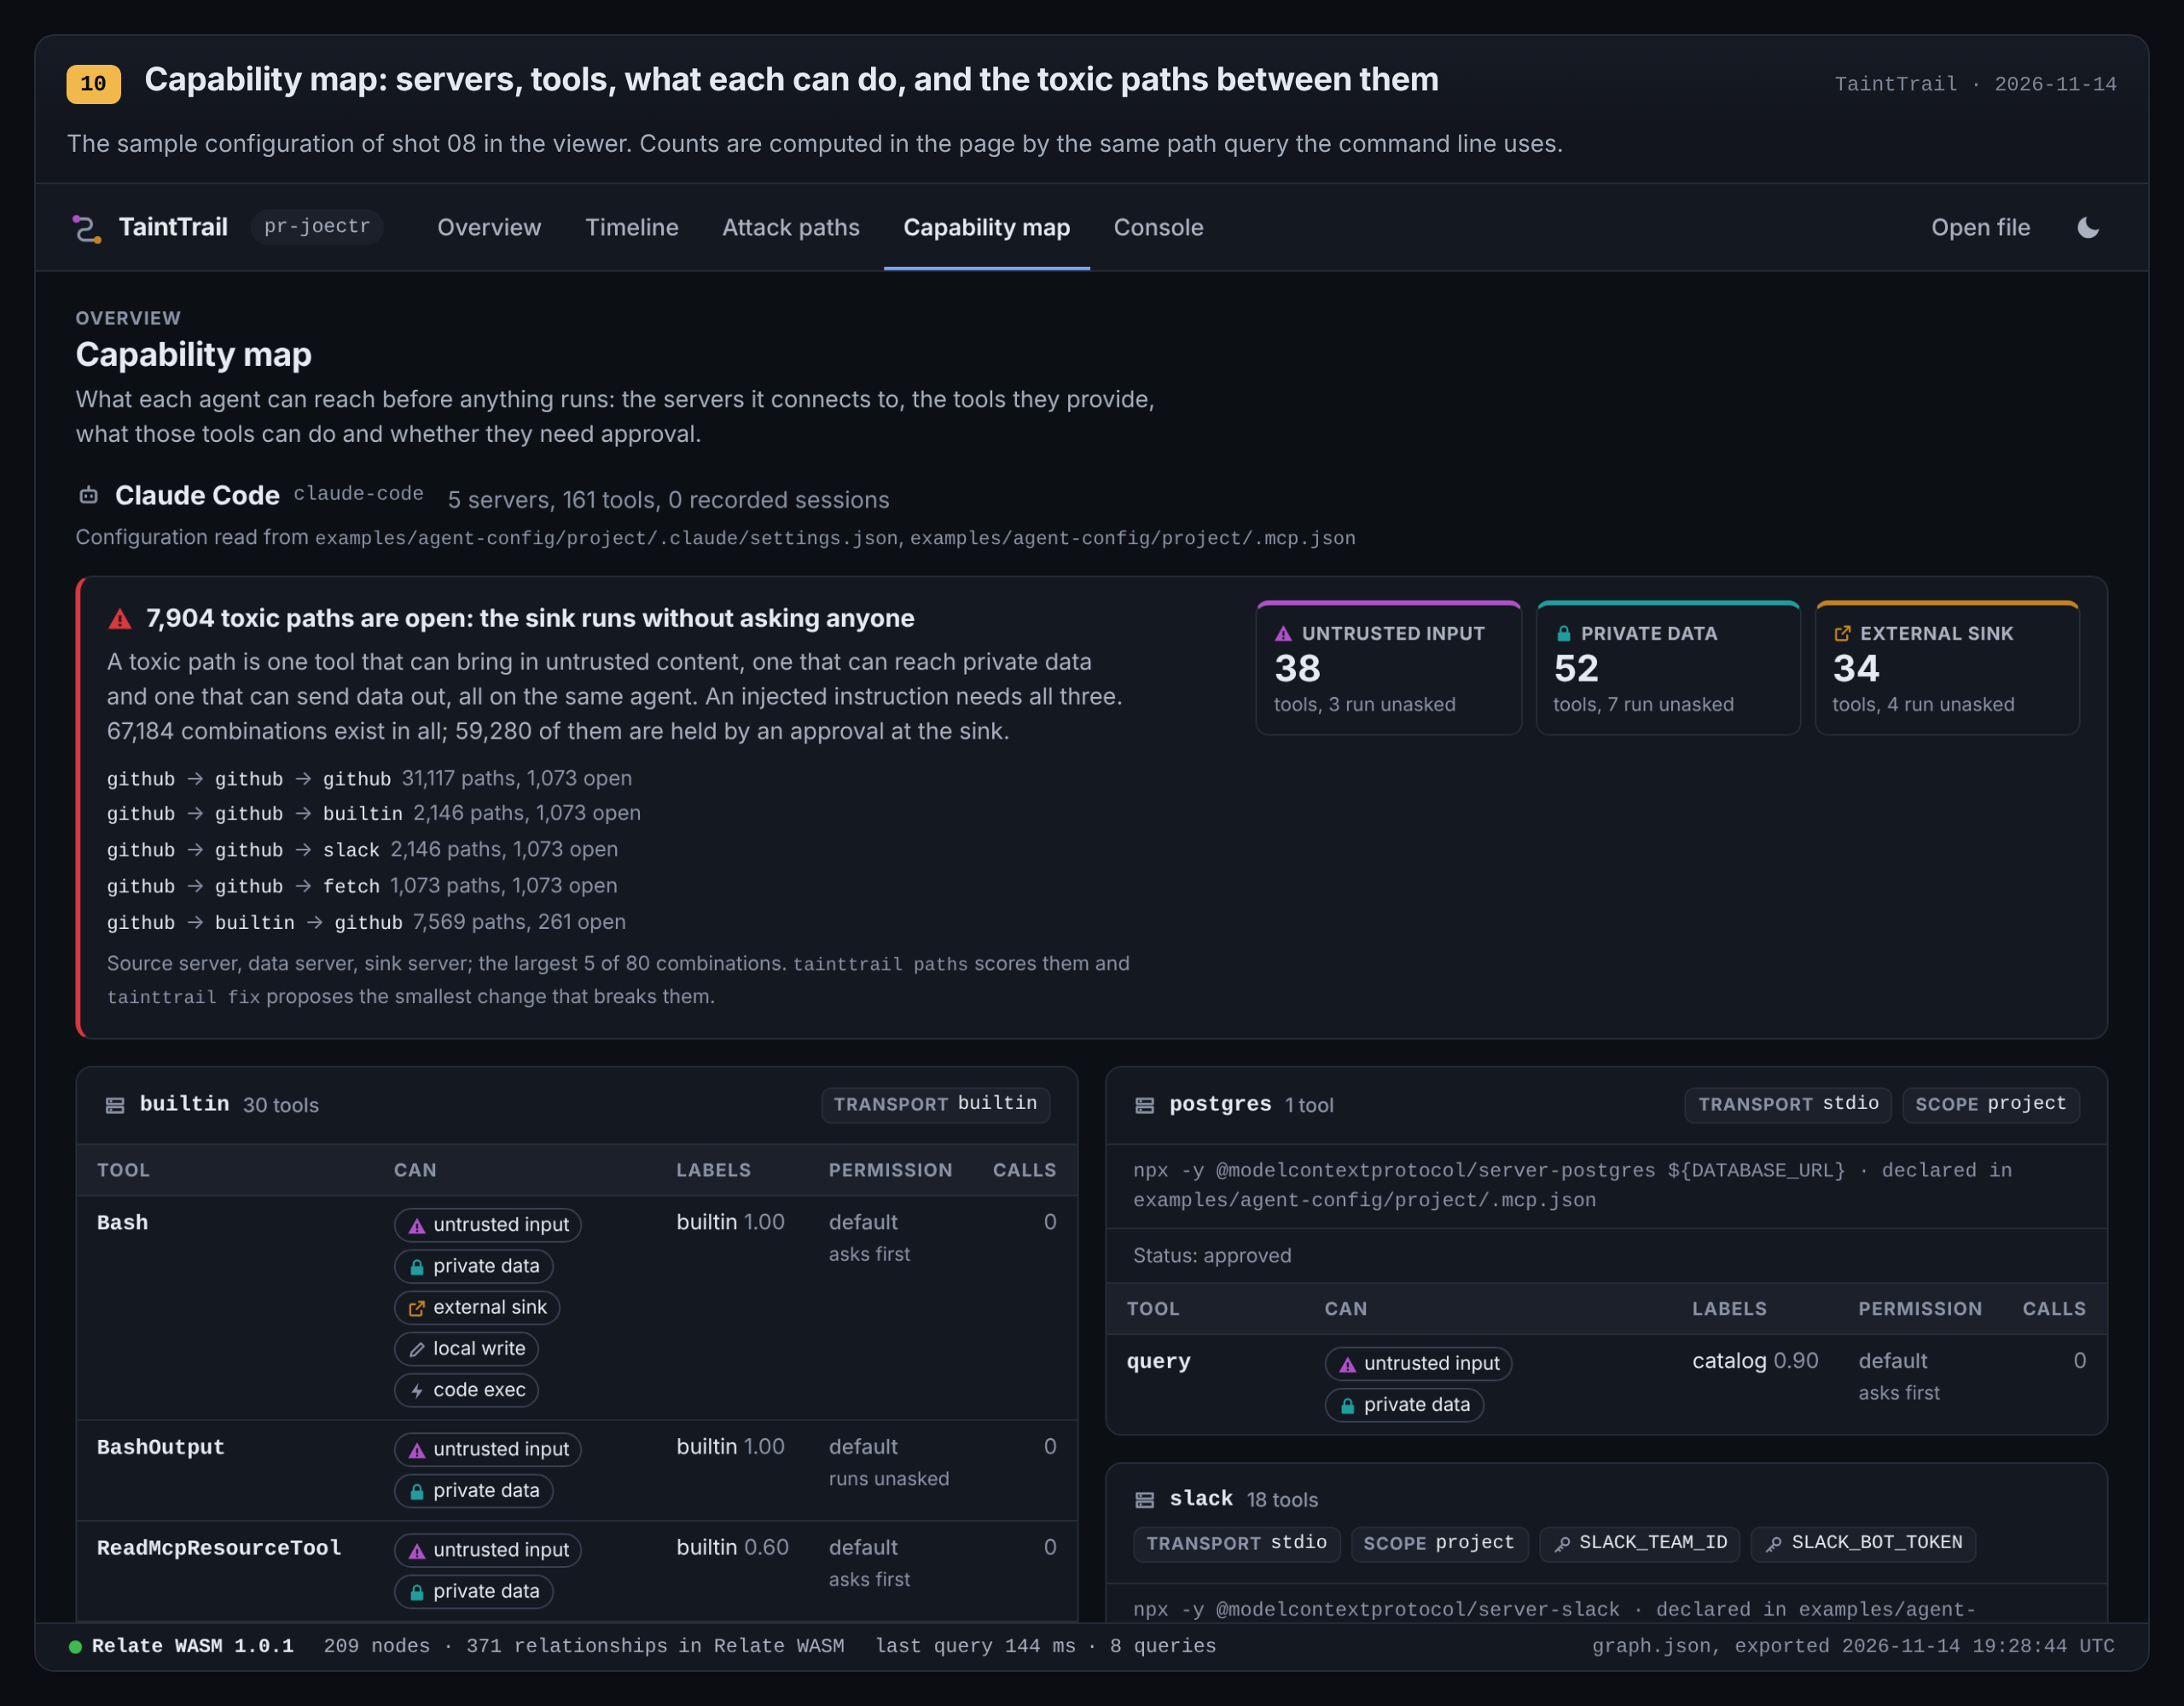 10 Capability map: servers, tools, what each can do, and the toxic paths between them TaintTrail · 2026-11-14
The sample configuration of shot 08 in the viewer. Counts are computed in the page by the same path query the command line uses.
TaintTrail pr-joectr Overview Timeline Attack paths Capability map Console Open file
OVERVIEW
Capability map
What each agent can reach before anything runs: the servers it connects to, the tools they provide,
what those tools can do and whether they need approval.
Claude Code claude-code 5 servers, 161 tools, 0 recorded sessions
Configuration read from examples/agent-config/project/.claude/settings.json, examples/agent-config/project/.mcp.json
7,904 toxic paths are open: the sink runs without asking anyone
A toxic path is one tool that can bring in untrusted content, one that can reach private data
and one that can send data out, all on the same agent. An injected instruction needs all three.
67,184 combinations exist in all; 59,280 of them are held by an approval at the sink.
github → github → github 31,117 paths, 1,073 open
github → github → builtin 2,146 paths, 1,073 open
github → github → slack 2,146 paths, 1,073 open
github → github → fetch 1,073 paths, 1,073 open
github → builtin → github 7,569 paths, 261 open
Source server, data server, sink server; the largest 5 of 80 combinations. tainttrail paths scores them and
tainttrail fix proposes the smallest change that breaks them.
UNTRUSTED INPUT
38
tools, 3 run unasked
PRIVATE DATA
52
tools, 7 run unasked
EXTERNAL SINK
34
tools, 4 run unasked
builtin 30 tools TRANSPORT builtin
TOOL CAN LABELS PERMISSION CALLS
Bash untrusted input builtin 1.00 default 0
asks first
private data
external sink
local write
code exec
BashOutput untrusted input builtin 1.00 default 0
runs unasked
private data
ReadMcpResourceTool untrusted input builtin 0.60 default 0
asks first
private data
postgres 1 tool TRANSPORT stdio SCOPE project
npx -y @modelcontextprotocol/server-postgres ${DATABASE_URL} · declared in
examples/agent-config/project/.mcp.json
Status: approved
TOOL CAN LABELS PERMISSION CALLS
query untrusted input catalog 0.90 default 0
asks first
private data
slack 18 tools
TRANSPORT stdio SCOPE project SLACK_TEAM_ID SLACK_BOT_TOKEN
npx -y @modelcontextprotocol/server-slack · declared in examples/agent-
Relate WASM 1.0.1 209 nodes · 371 relationships in Relate WASM last query 144 ms · 8 queries graph.json, exported 2026-11-14 19:28:44 UTC